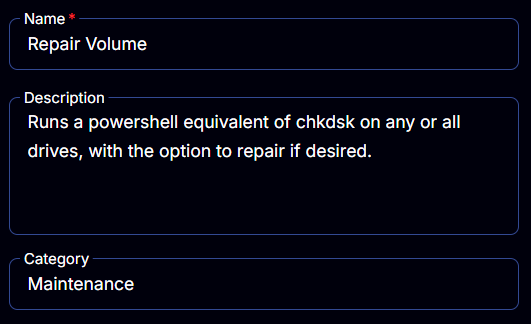 Name *
Repair Volume
Description
Runs a powershell equivalent of chkdsk on any or all
drives, with the option to repair if desired.
Category
Maintenance